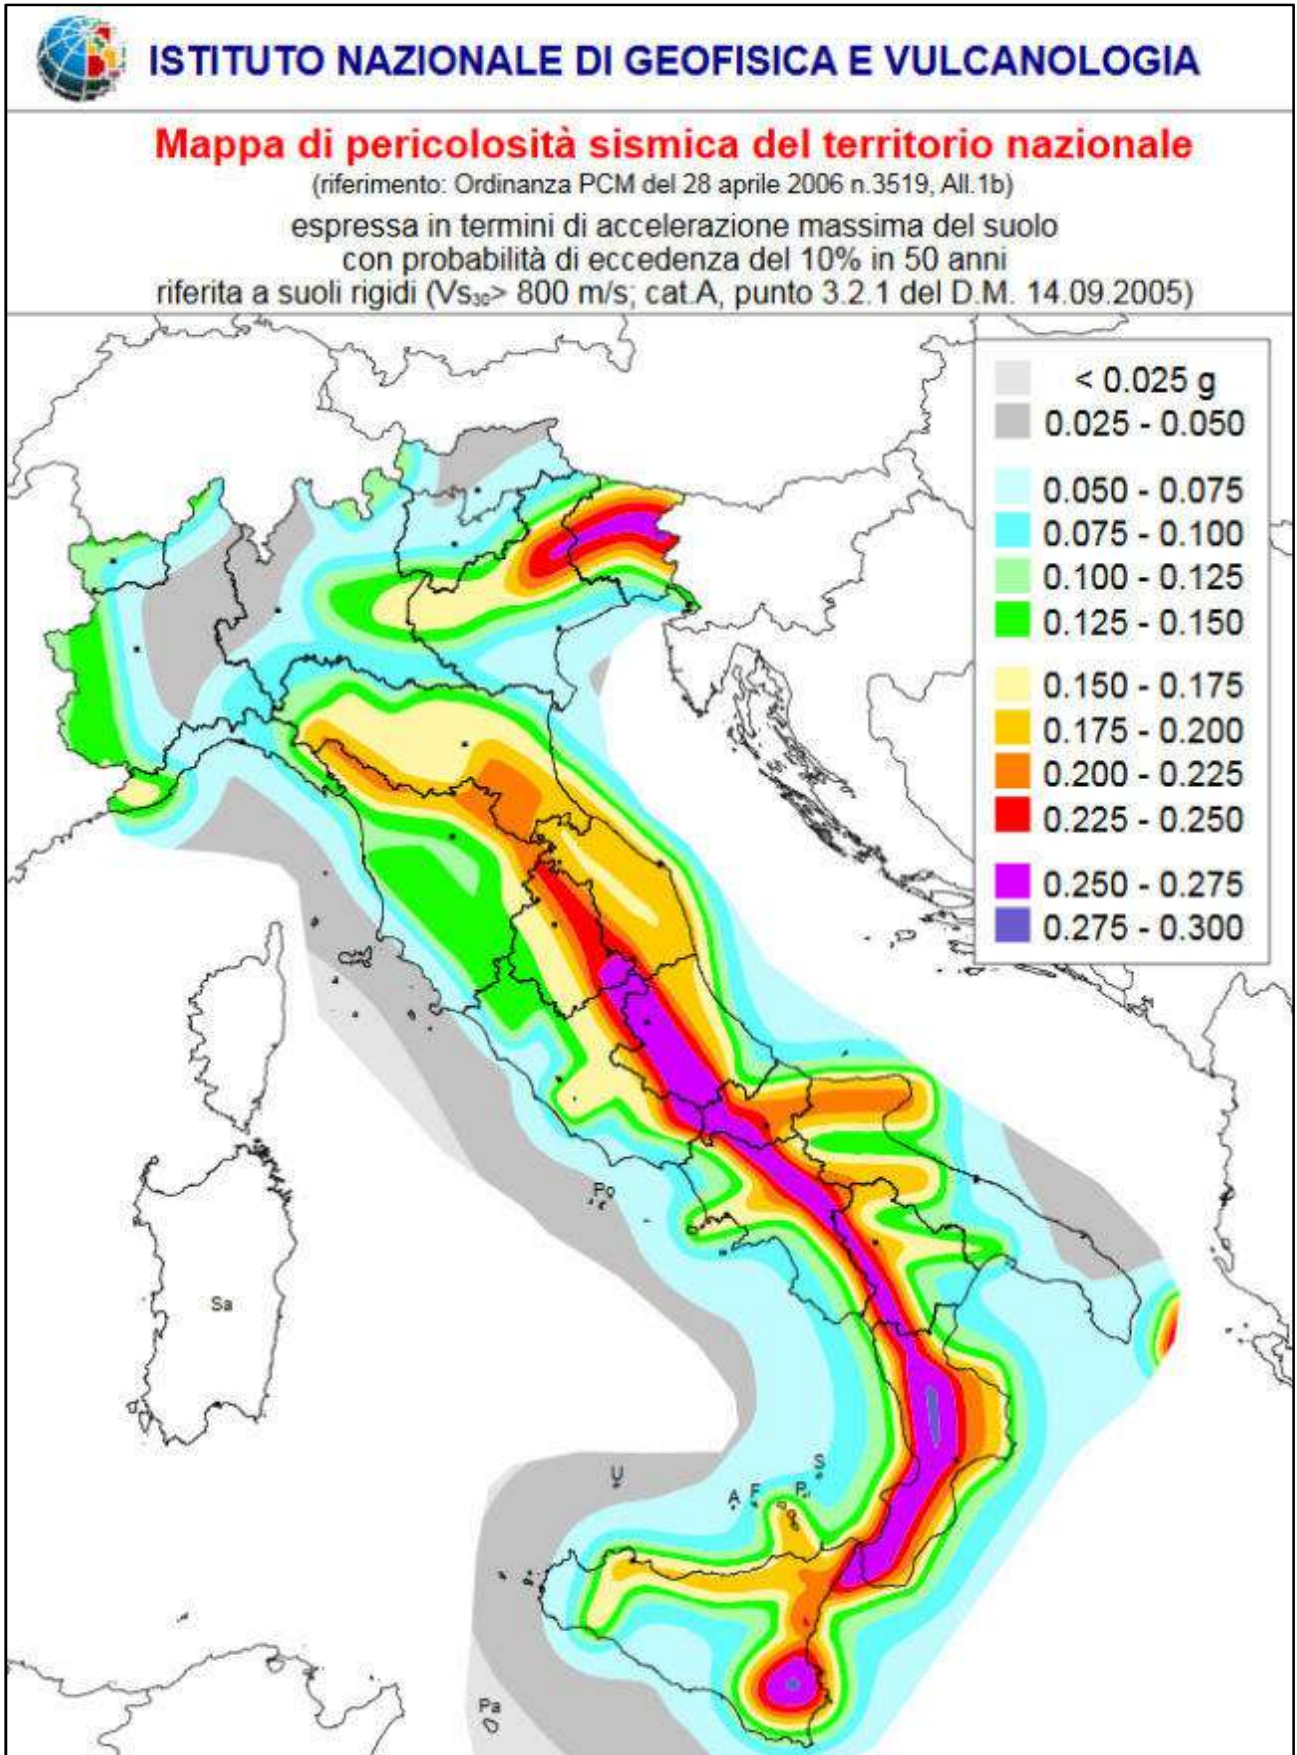 ISTITUTO NAZIONALE DI GEOFISICA E VULCANOLOGIA
Mappa di pericolosità sismica del territorio nazionale
(riferimento: Ordinanza PCM del 28 aprile 2006 n.3519, All.1b)
espressa in termini di accelerazione massima del suolo
con probabilità di eccedenza del 10% in 50 anni
riferita a suoli rigidi (Vs₃₀> 800 m/s; cat.A, punto 3.2.1 del D.M. 14.09.2005)
< 0.025 g
0.025 - 0.050
0.050 - 0.075
0.075 - 0.100
0.100 - 0.125
0.125 - 0.150
0.150 - 0.175
0.175 - 0.200
0.200 - 0.225
0.225 - 0.250
0.250 - 0.275
0.275 - 0.300
Po
Sa
U
S
A
F
P
Pa